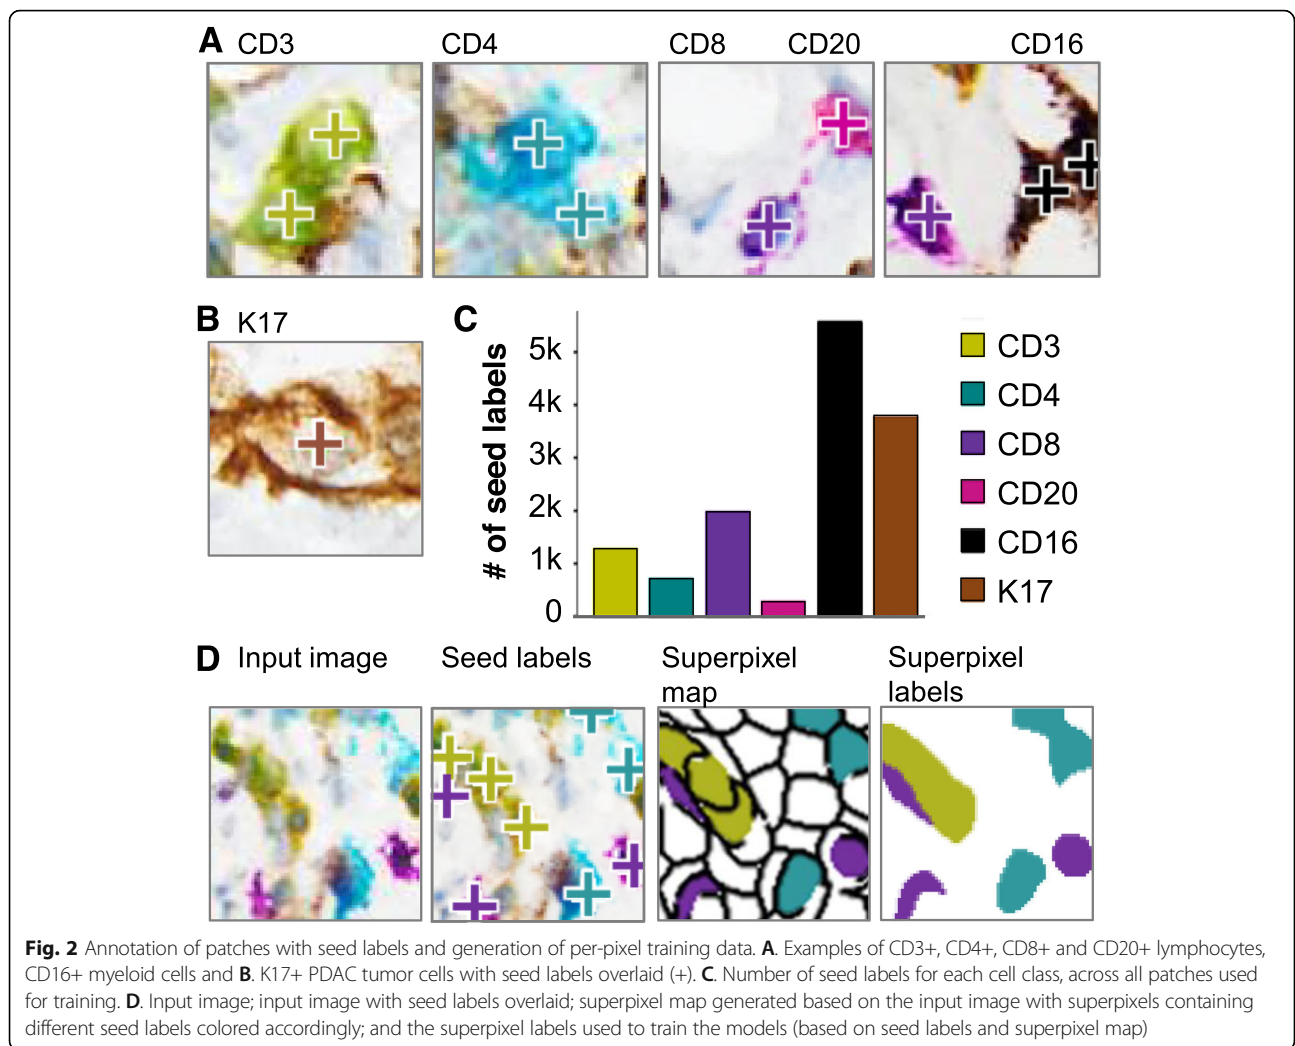 A CD3 CD4 CD8 CD20 CD16
B K17
C
# of seed labels
5k
4k
3k
2k
1k
0
CD3
CD4
CD8
CD20
CD16
K17
D Input image Seed labels Superpixel map Superpixel labels
Fig. 2 Annotation of patches with seed labels and generation of per-pixel training data. A. Examples of CD3+, CD4+, CD8+ and CD20+ lymphocytes,
CD16+ myeloid cells and B. K17+ PDAC tumor cells with seed labels overlaid (+). C. Number of seed labels for each cell class, across all patches used
for training. D. Input image; input image with seed labels overlaid; superpixel map generated based on the input image with superpixels containing
different seed labels colored accordingly; and the superpixel labels used to train the models (based on seed labels and superpixel map)